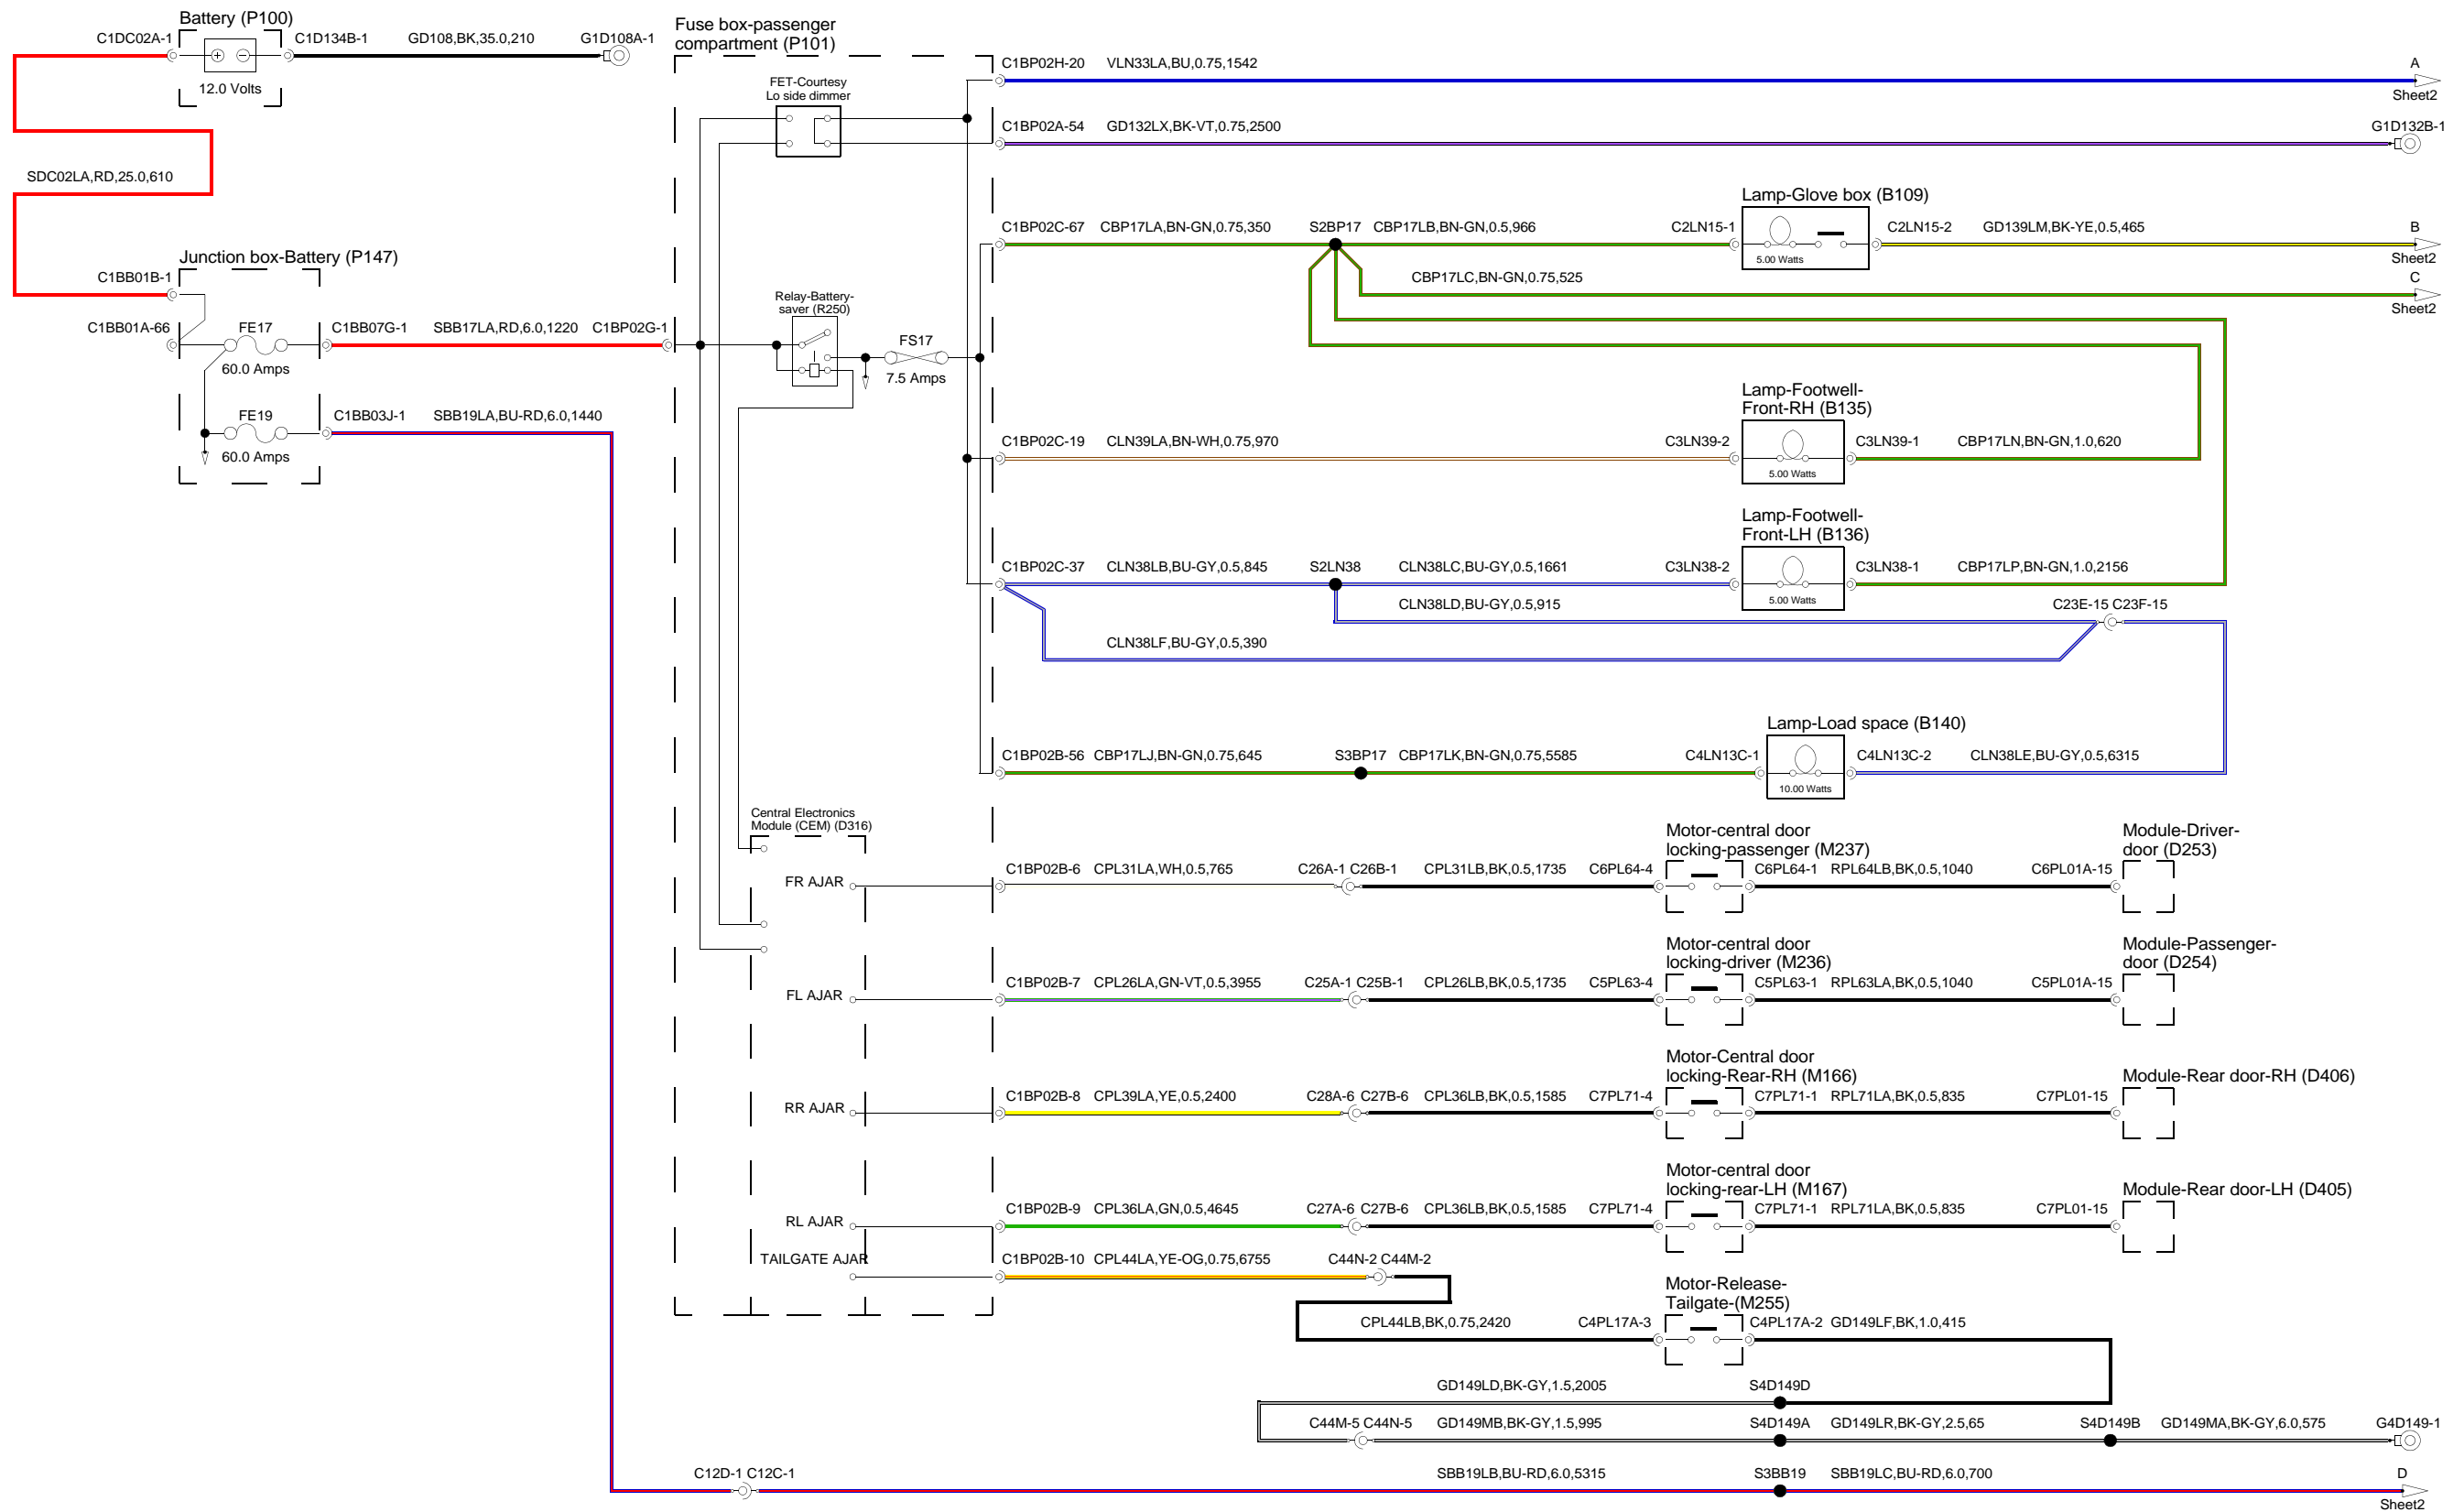 Battery (P100)
C1DC02A-1
C1D134B-1
GD108,BK,35.0,210
G1D108A-1
12.0 Volts
SDC02LA,RD,25.0,610
Junction box-Battery (P147)
C1BB01B-1
C1BB01A-66
FE17
60.0 Amps
C1BB07G-1
SBB17LA,RD,6.0,1220
C1BP02G-1
FE19
60.0 Amps
C1BB03J-1
SBB19LA,BU-RD,6.0,1440
Fuse box-passenger
compartment (P101)
FET-Courtesy
Lo side dimmer
Relay-Battery-
saver (R250)
FS17
7.5 Amps
C1BP02H-20
VLN33LA,BU,0.75,1542
A
Sheet2
C1BP02A-54
GD132LX,BK-VT,0.75,2500
G1D132B-1
C1BP02C-67
CBP17LA,BN-GN,0.75,350
S2BP17
CBP17LB,BN-GN,0.5,966
C2LN15-1
Lamp-Glove box (B109)
5.00 Watts
C2LN15-2
GD139LM,BK-YE,0.5,465
B
Sheet2
CBP17LC,BN-GN,0.75,525
C
Sheet2
Lamp-Footwell-
Front-RH (B135)
C1BP02C-19
CLN39LA,BN-WH,0.75,970
C3LN39-2
5.00 Watts
C3LN39-1
CBP17LN,BN-GN,1.0,620
Lamp-Footwell-
Front-LH (B136)
C1BP02C-37
CLN38LB,BU-GY,0.5,845
S2LN38
CLN38LC,BU-GY,0.5,1661
C3LN38-2
5.00 Watts
C3LN38-1
CBP17LP,BN-GN,1.0,2156
CLN38LD,BU-GY,0.5,915
C23E-15 C23F-15
CLN38LF,BU-GY,0.5,390
Lamp-Load space (B140)
C1BP02B-56
CBP17LJ,BN-GN,0.75,645
S3BP17
CBP17LK,BN-GN,0.75,5585
C4LN13C-1
10.00 Watts
C4LN13C-2
CLN38LE,BU-GY,0.5,6315
Central Electronics
Module (CEM) (D316)
Motor-central door
locking-passenger (M237)
Module-Driver-
door (D253)
FR AJAR
C1BP02B-6
CPL31LA,WH,0.5,765
C26A-1 C26B-1
CPL31LB,BK,0.5,1735
C6PL64-4
C6PL64-1
RPL64LB,BK,0.5,1040
C6PL01A-15
Motor-central door
locking-driver (M236)
Module-Passenger-
door (D254)
FL AJAR
C1BP02B-7
CPL26LA,GN-VT,0.5,3955
C25A-1 C25B-1
CPL26LB,BK,0.5,1735
C5PL63-4
C5PL63-1
RPL63LA,BK,0.5,1040
C5PL01A-15
Motor-Central door
locking-Rear-RH (M166)
Module-Rear door-RH (D406)
RR AJAR
C1BP02B-8
CPL39LA,YE,0.5,2400
C28A-6 C27B-6
CPL36LB,BK,0.5,1585
C7PL71-4
C7PL71-1
RPL71LA,BK,0.5,835
C7PL01-15
Motor-central door
locking-rear-LH (M167)
Module-Rear door-LH (D405)
RL AJAR
C1BP02B-9
CPL36LA,GN,0.5,4645
C27A-6 C27B-6
CPL36LB,BK,0.5,1585
C7PL71-4
C7PL71-1
RPL71LA,BK,0.5,835
C7PL01-15
TAILGATE AJAR
C1BP02B-10
CPL44LA,YE-OG,0.75,6755
C44N-2 C44M-2
Motor-Release-
Tailgate-(M255)
CPL44LB,BK,0.75,2420
C4PL17A-3
C4PL17A-2
GD149LF,BK,1.0,415
GD149LD,BK-GY,1.5,2005
S4D149D
C44M-5 C44N-5
GD149MB,BK-GY,1.5,995
S4D149A
GD149LR,BK-GY,2.5,65
S4D149B
GD149MA,BK-GY,6.0,575
G4D149-1
C12D-1 C12C-1
SBB19LB,BU-RD,6.0,5315
S3BB19
SBB19LC,BU-RD,6.0,700
D
Sheet2